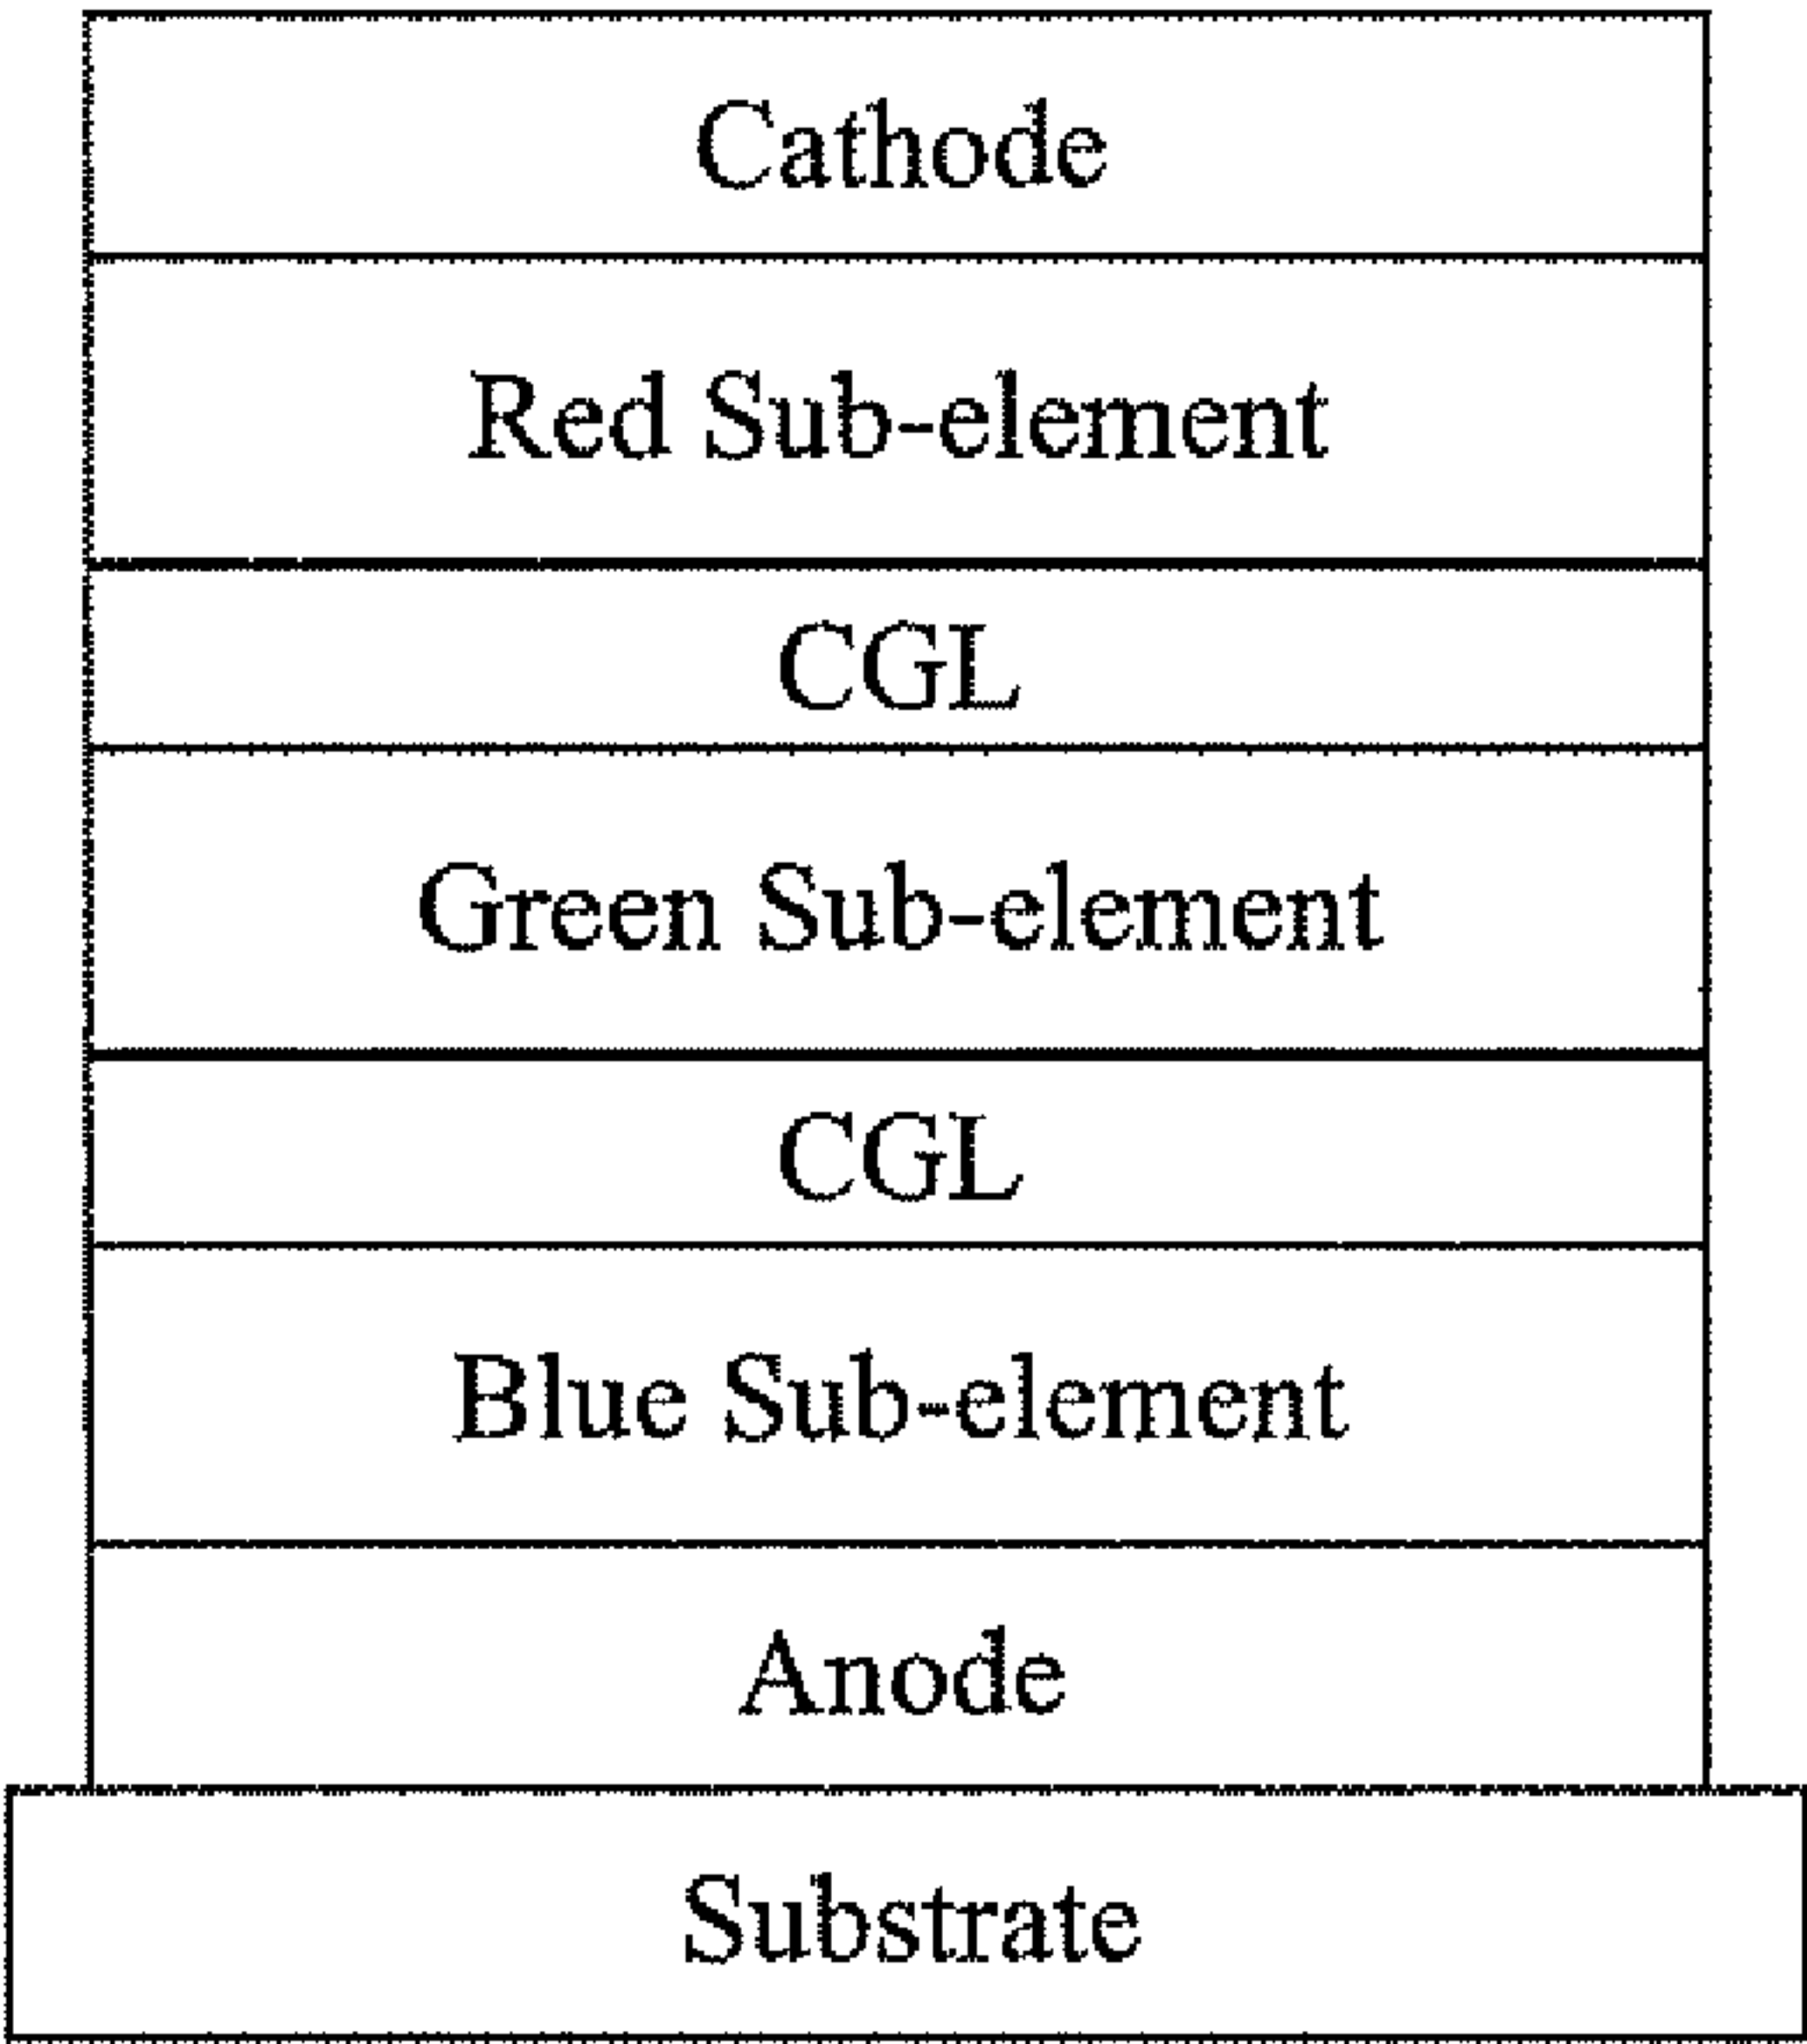 Cathode
Red Sub-element
CGL
Green Sub-element
CGL
Blue Sub-element
Anode
Substrate